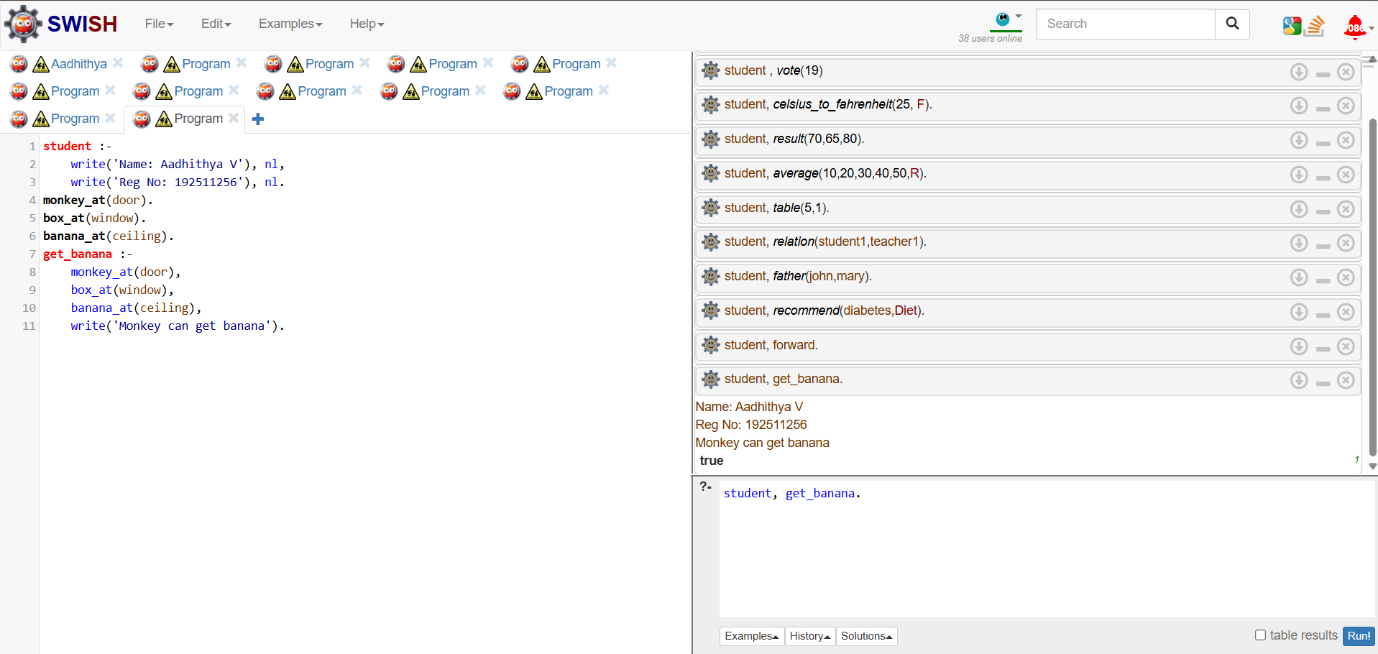 SWISH File Edit Examples Help 38 users online Search
Aadhithya Program Program Program Program
Program Program Program Program Program
Program Program
1 student :-
2 write('Name: Aadhithya V'), nl,
3 write('Reg No: 192511256'), nl.
4 monkey_at(door).
5 box_at(window).
6 banana_at(ceiling).
7 get_banana :-
8 monkey_at(door),
9 box_at(window),
10 banana_at(ceiling),
11 write('Monkey can get banana').
student , vote(19)
student, celsius_to_fahrenheit(25, F).
student, result(70,65,80).
student, average(10,20,30,40,50,R).
student, table(5,1).
student, relation(student1,teacher1).
student, father(john,mary).
student, recommend(diabetes,Diet).
student, forward.
student, get_banana.
Name: Aadhithya V
Reg No: 192511256
Monkey can get banana
true 1
?- student, get_banana.
Examples History Solutions table results Run!